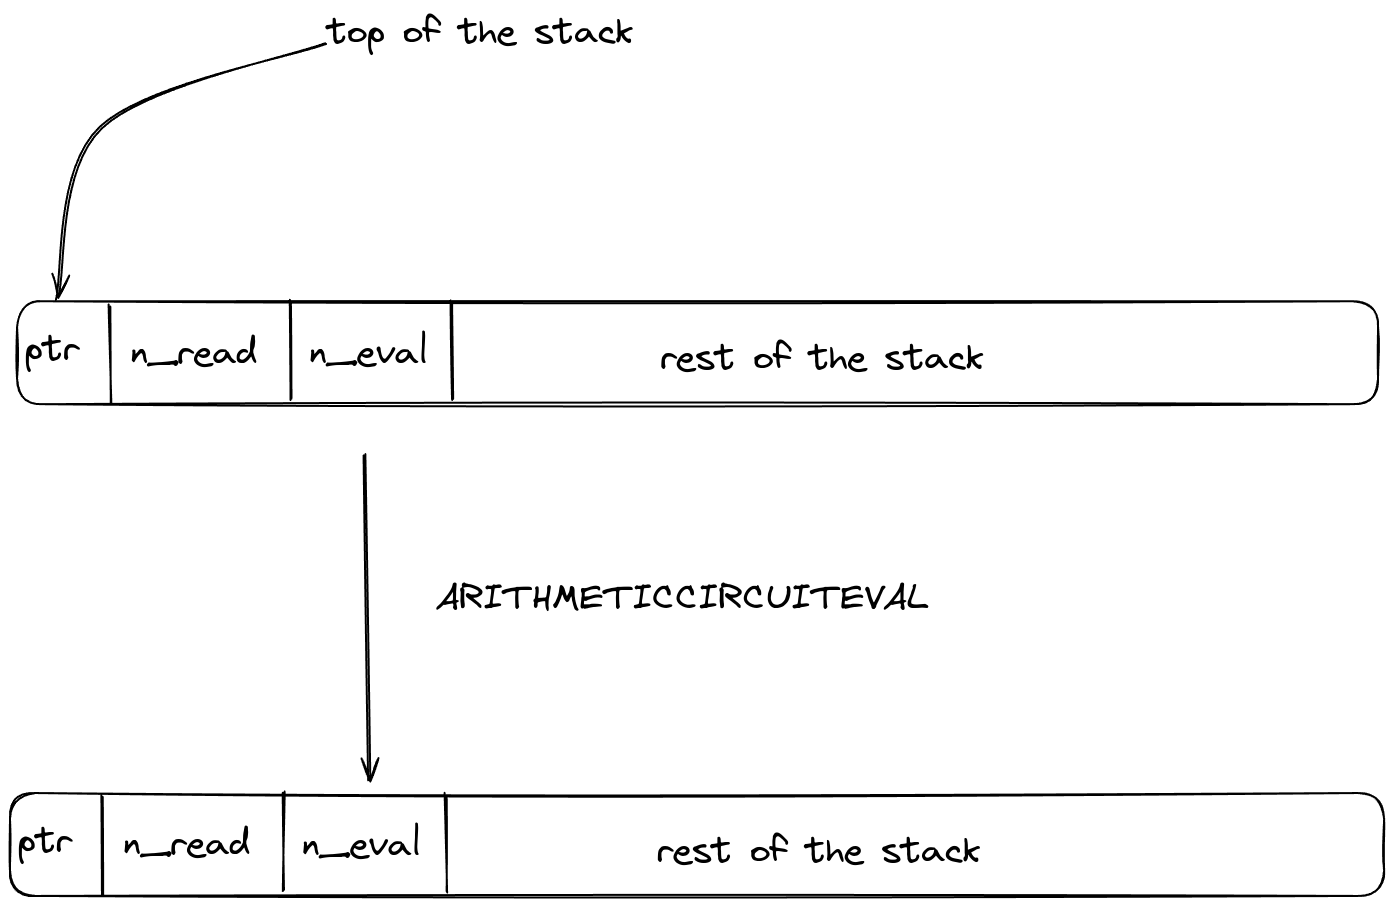 top of the stack
ptr n_read n_eval rest of the stack
ARITHMETICCIRCUITEVAL
ptr n_read n_eval rest of the stack